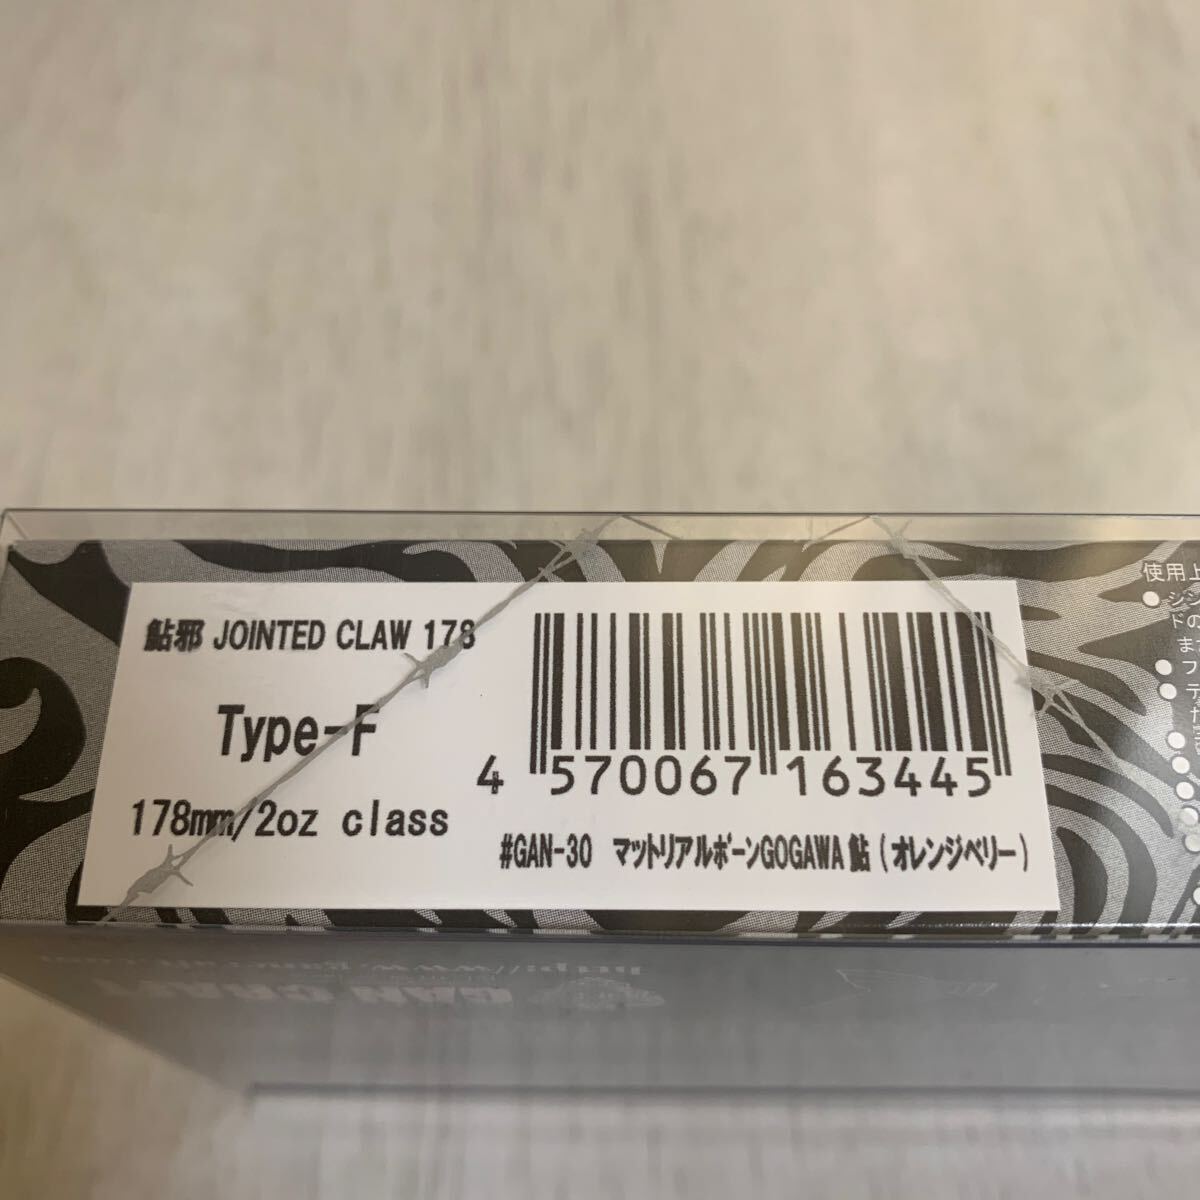 鮎邪 JOINTED CLAW 178
Type-F
178mm/2oz class
4 570067 163445
#GAN-30 マットリアルボーンGOGAWA鮎(オレンジベリー)
使用上